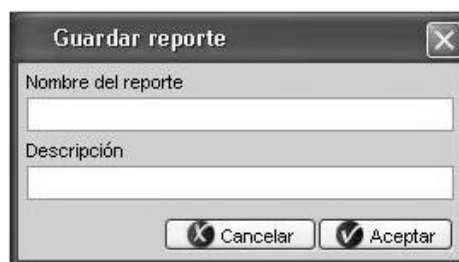 Guardar reporte
Nombre del reporte
Descripción
Cancelar Aceptar